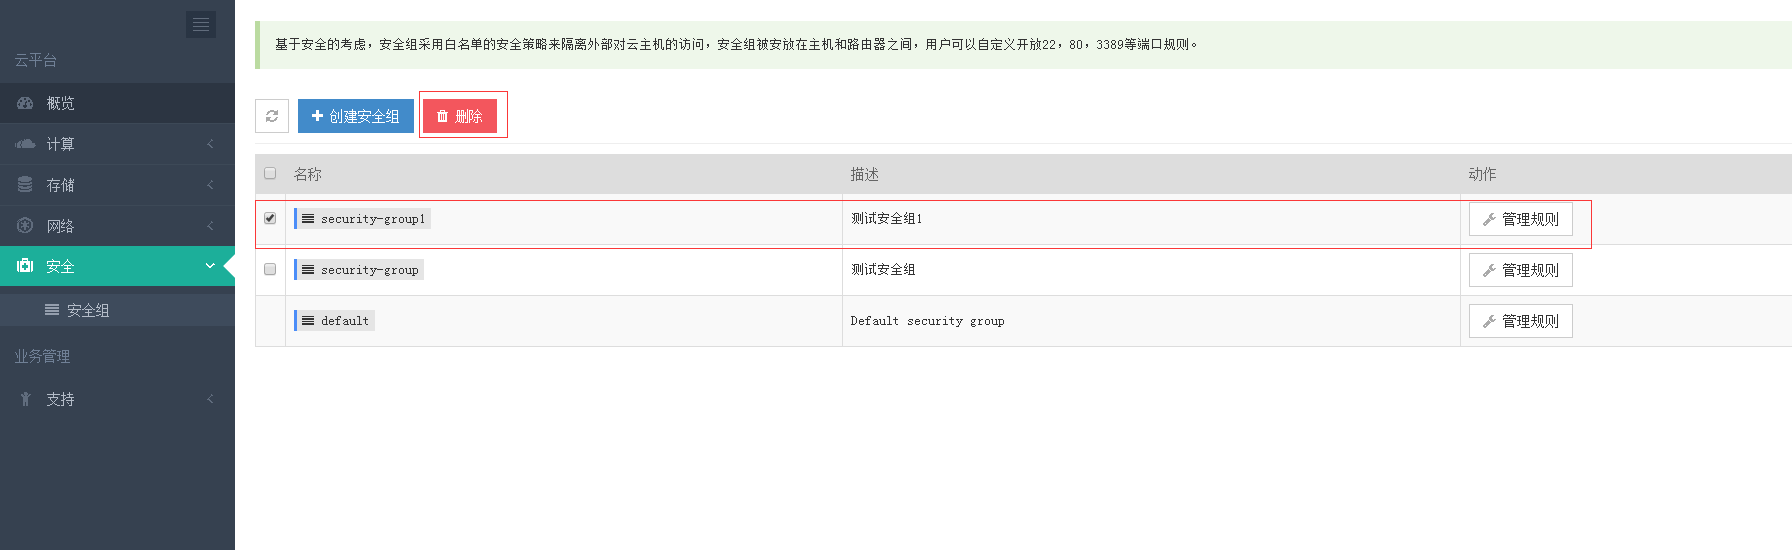 云平台
概览
计算
存储
网络
安全
安全组
业务管理
支持
基于安全的考虑，安全组采用白名单的安全策略来隔离外部对云主机的访问，安全组被安放在主机和路由器之间，用户可以自定义开放22，80，3389等端口规则。
创建安全组 删除
名称 描述 动作
security-group1 测试安全组1 管理规则
security-group 测试安全组 管理规则
default Default security group 管理规则